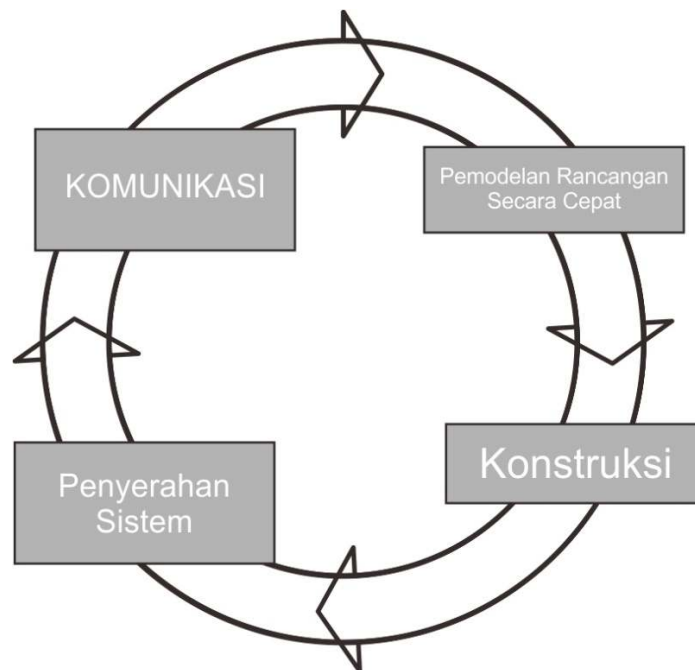 KOMUNIKASI
Pemodelan Rancangan
Secara Cepat
Konstruksi
Penyerahan
Sistem